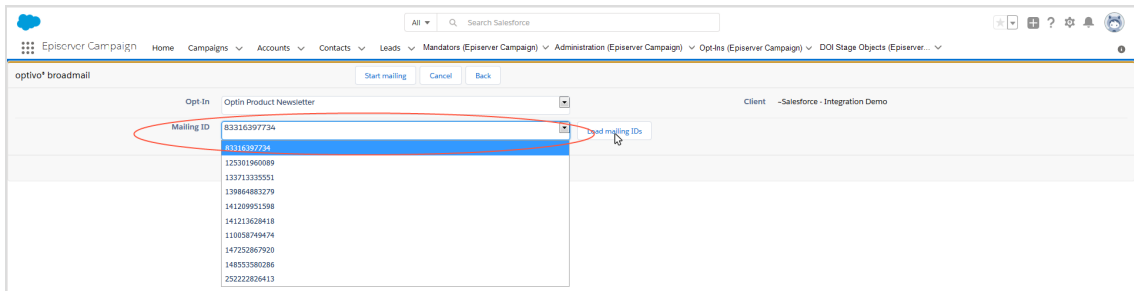 All Search Salesforce
Episerver Campaign Home Campaigns Accounts Contacts Leads Mandators (Episerver Campaign) Administration (Episerver Campaign) Opt-Ins (Episerver Campaign) DOI Stage Objects (Episerver...
optivo® broadmail Start mailing Cancel Back
Opt-In Optin Product Newsletter Client ~Salesforce - Integration Demo
Mailing ID 83316397734 Load mailing IDs
83316397734
125301960089
133713335551
139864883279
141209951598
141213628418
110058749474
147252867920
148553580286
252222826413